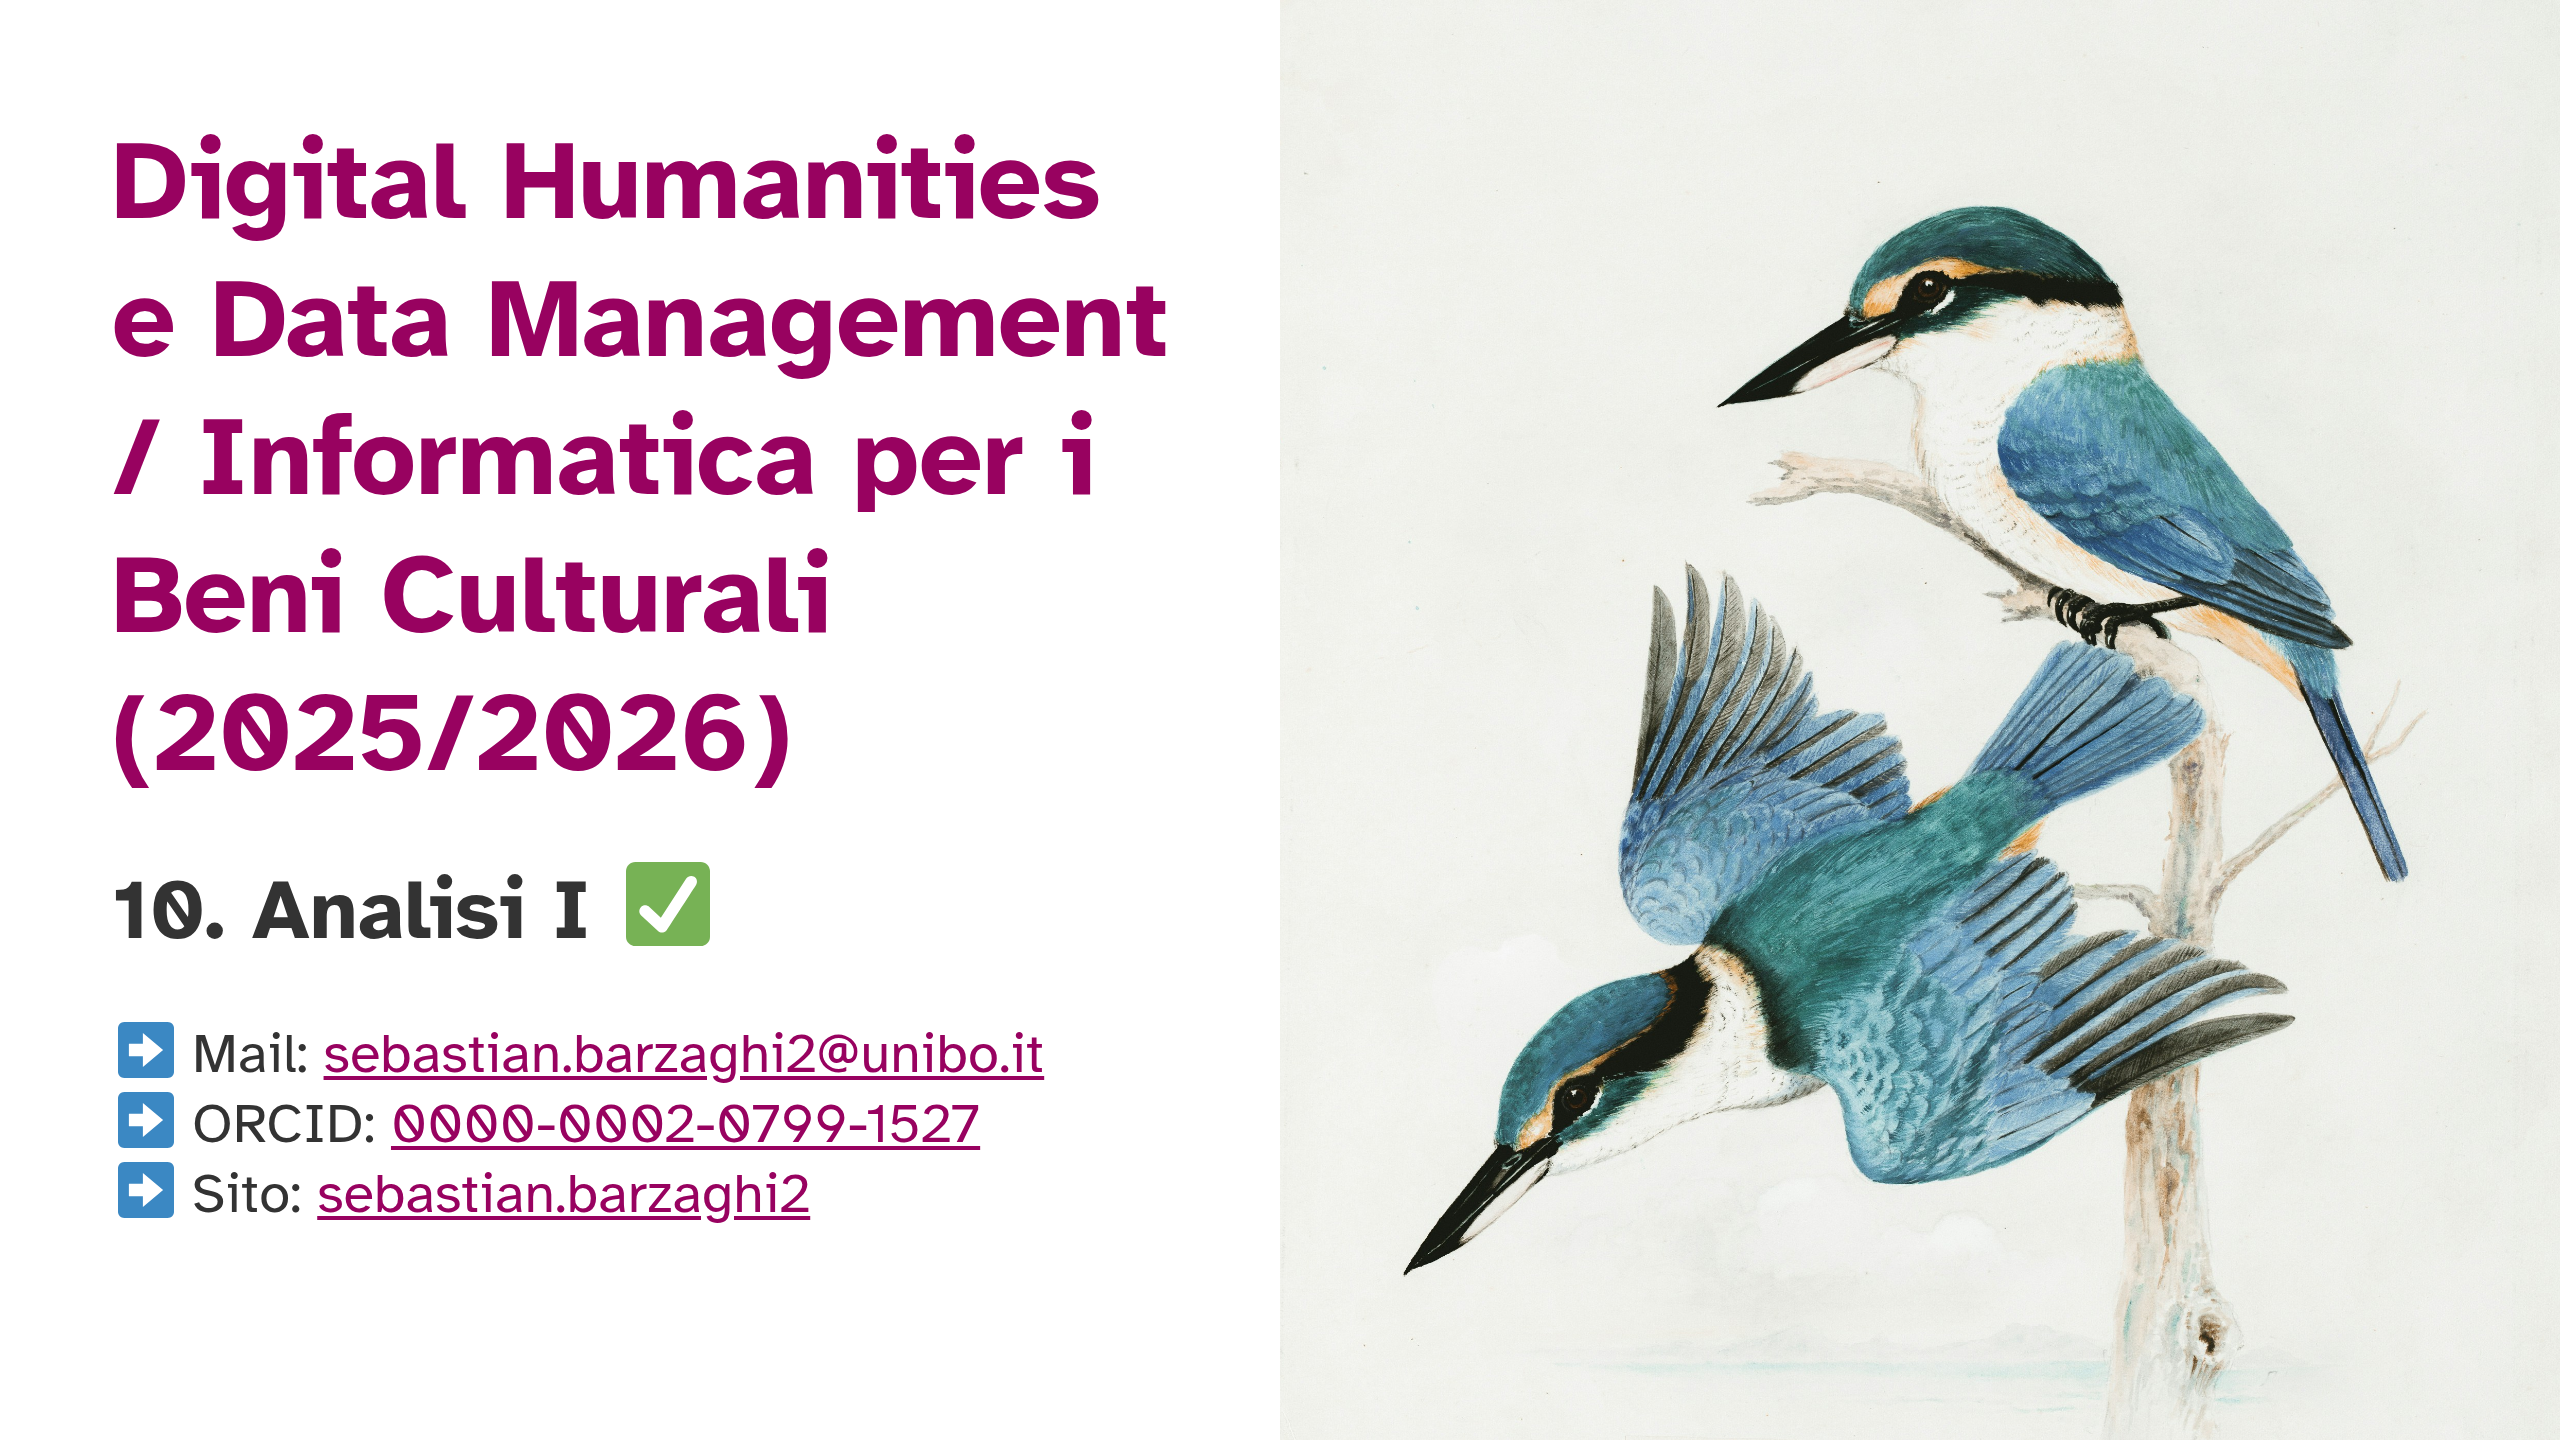 Digital Humanities
e Data Management
/ Informatica per i
Beni Culturali
(2025/2026)
10. Analisi I ✅
➡️ Mail: sebastian.barzaghi2@unibo.it
➡️ ORCID: 0000-0002-0799-1527
➡️ Sito: sebastian.barzaghi2